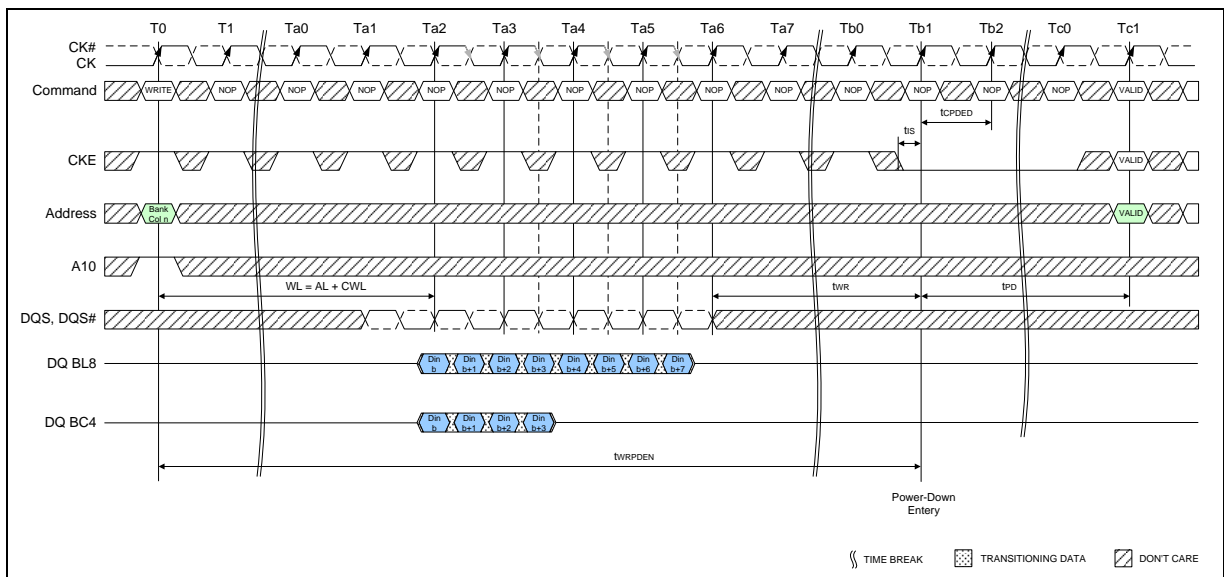 T0 T1 Ta0 Ta1 Ta2 Ta3 Ta4 Ta5 Ta6 Ta7 Tb0 Tb1 Tb2 Tc0 Tc1
CK#
CK
Command WRITE NOP NOP NOP NOP NOP NOP NOP NOP NOP NOP NOP NOP NOP VALID
tIS tCPDED
CKE VALID
Address Bank Col n VALID
A10
WL = AL + CWL tWR tPD
DQS, DQS#
DQ BL8 Din b Din b+1 Din b+2 Din b+3 Din b+4 Din b+5 Din b+6 Din b+7
DQ BC4 Din b Din b+1 Din b+2 Din b+3
tWRPDEN
Power-Down
Entery
TIME BREAK TRANSITIONING DATA DON'T CARE